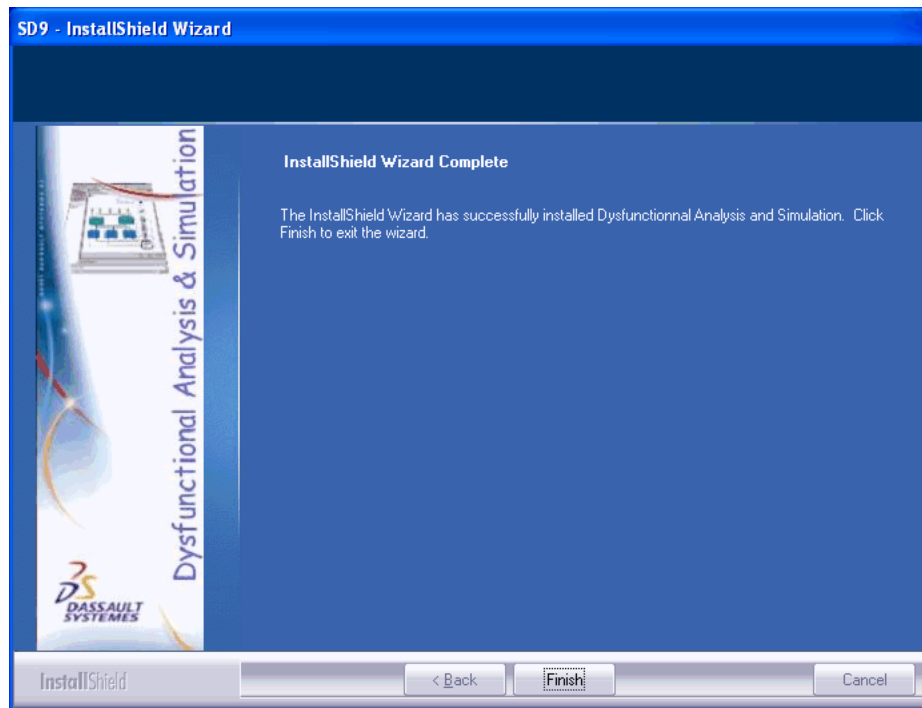 SD9 - InstallShield Wizard
Dysfunctional Analysis & Simulation
InstallShield Wizard Complete
The InstallShield Wizard has successfully installed Dysfunctionnal Analysis and Simulation. Click
Finish to exit the wizard.
DS
DASSAULT
SYSTEMES
InstallShield
< Back
Finish
Cancel